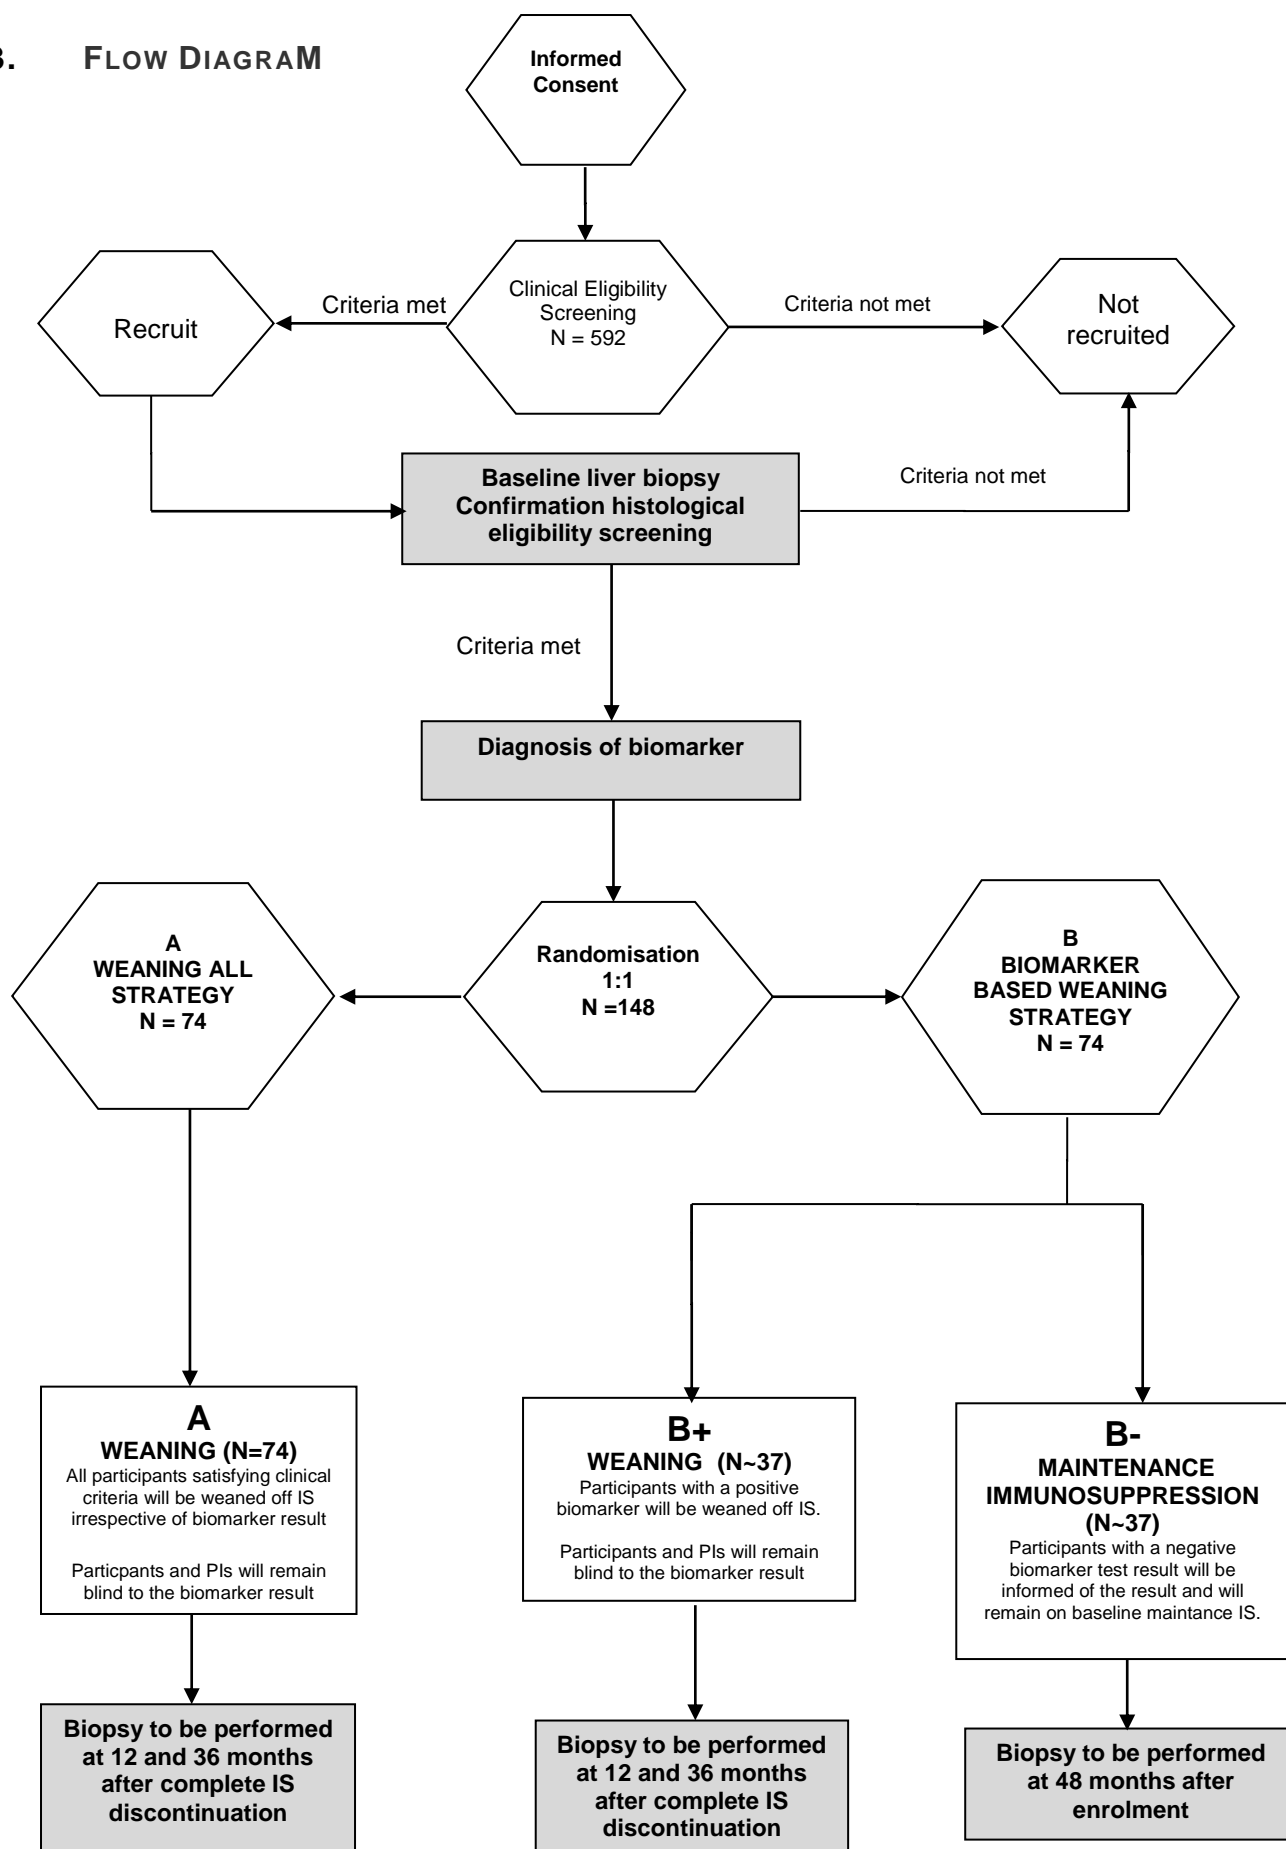 B. FLOW DIAGRAM
Informed
Consent
Clinical Eligibility
Screening
N = 592
Criteria met
Criteria not met
Recruit
Not
recruited
Baseline liver biopsy
Confirmation histological
eligibility screening
Criteria not met
Criteria met
Diagnosis of biomarker
Randomisation
1:1
N =148
A
WEANING ALL
STRATEGY
N = 74
B
BIOMARKER
BASED WEANING
STRATEGY
N = 74
A
WEANING (N=74)
All participants satisfying clinical
criteria will be weaned off IS
irrespective of biomarker result
Particpants and PIs will remain
blind to the biomarker result
B+
WEANING (N~37)
Participants with a positive
biomarker will be weaned off IS.
Participants and PIs will remain
blind to the biomarker result
B-
MAINTENANCE
IMMUNOSUPPRESSION
(N~37)
Participants with a negative
biomarker test result will be
informed of the result and will
remain on baseline maintance IS.
Biopsy to be performed
at 12 and 36 months
after complete IS
discontinuation
Biopsy to be performed
at 12 and 36 months
after complete IS
discontinuation
Biopsy to be performed
at 48 months after
enrolment